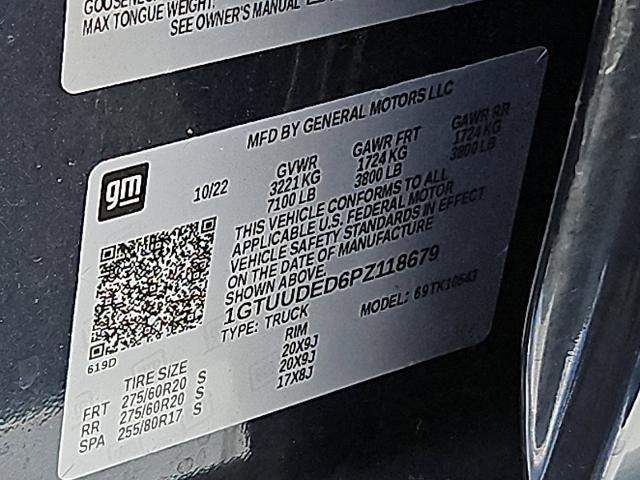 MAX TONGUE WEIGHT:
SEE OWNER'S MANUAL
MFD BY GENERAL MOTORS LLC
gm
10/22
GVWR GAWR FRT GAWR RR
3221 KG 1724 KG 1724 KG
7100 LB 3800 LB 3800 LB
THIS VEHICLE CONFORMS TO ALL
APPLICABLE U.S. FEDERAL MOTOR
VEHICLE SAFETY STANDARDS IN EFFECT
ON THE DATE OF MANUFACTURE
SHOWN ABOVE.
1GTUUDED6PZ118679
TYPE: TRUCK MODEL: 69TK10543
619D
TIRE SIZE RIM
FRT 275/60R20 S 20X9J
RR 275/60R20 S 20X9J
SPA 255/80R17 S 17X8J